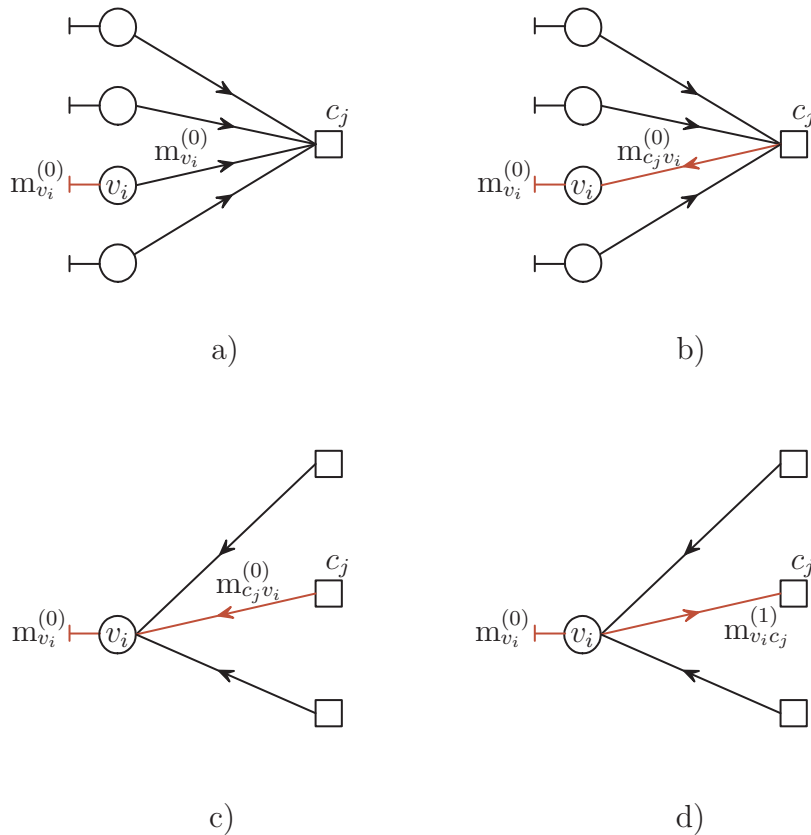 c_j
m_{v_i}^{(0)}
m_{v_i}^{(0)} v_i
a)
c_j
m_{c_j v_i}^{(0)}
m_{v_i}^{(0)} v_i
b)
c_j
m_{c_j v_i}^{(0)}
m_{v_i}^{(0)} v_i
c)
c_j
m_{v_i}^{(0)} v_i
m_{v_i c_j}^{(1)}
d)